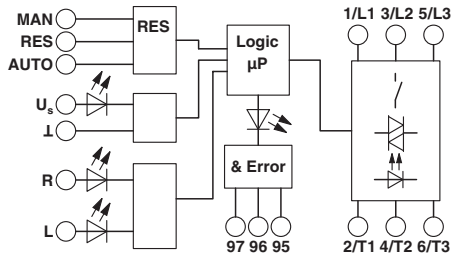 MAN
RES
AUTO
RES
Us
⊥
R
L
Logic
µP
& Error
97 96 95
1/L1 3/L2 5/L3
2/T1 4/T2 6/T3